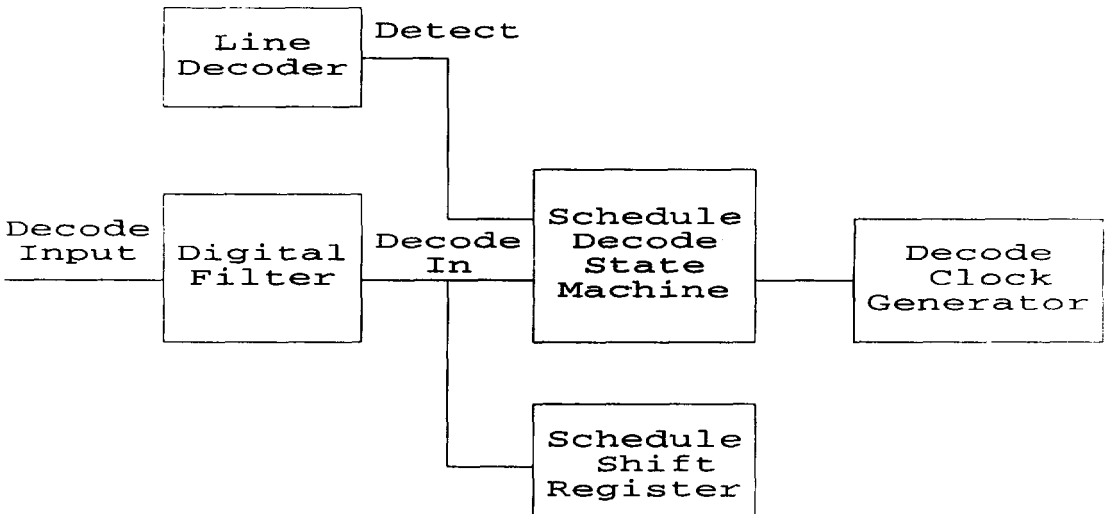 Line
Decoder
Detect
Decode
Input
Digital
Filter
Decode
In
Schedule
Decode
State
Machine
Decode
Clock
Generator
Schedule
Shift
Register